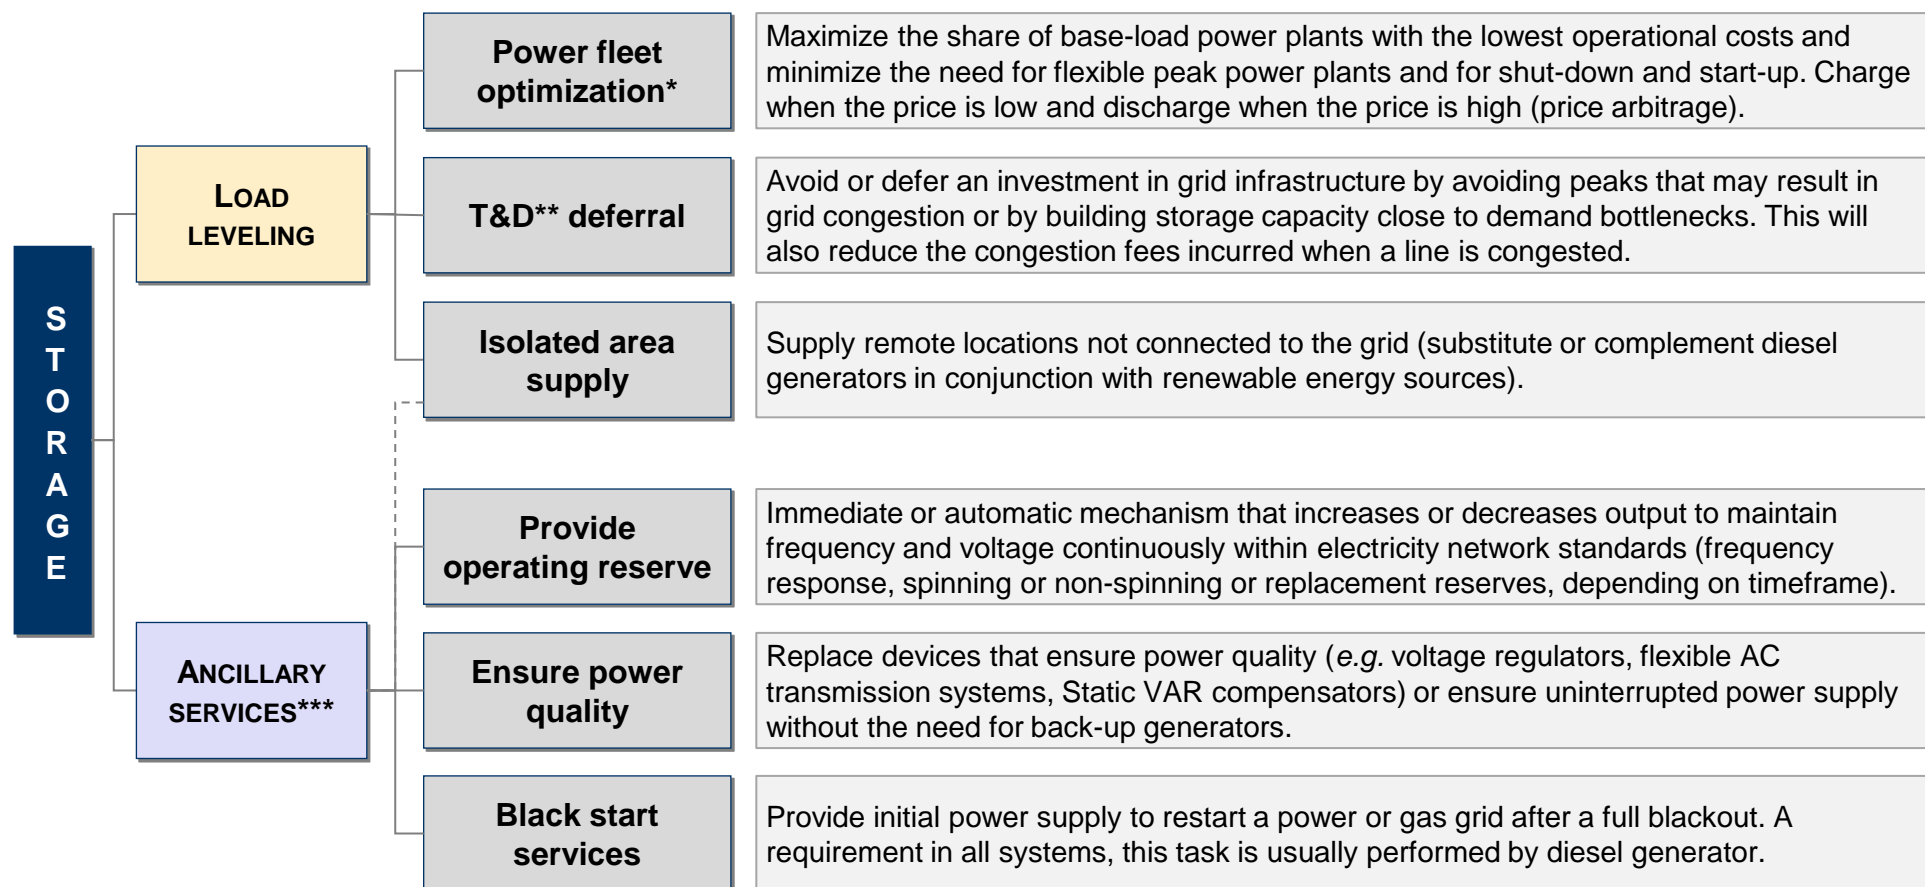 STORAGE
LOAD
LEVELING
Power fleet
optimization*
Maximize the share of base-load power plants with the lowest operational costs and
minimize the need for flexible peak power plants and for shut-down and start-up. Charge
when the price is low and discharge when the price is high (price arbitrage).
T&D** deferral
Avoid or defer an investment in grid infrastructure by avoiding peaks that may result in
grid congestion or by building storage capacity close to demand bottlenecks. This will
also reduce the congestion fees incurred when a line is congested.
Isolated area
supply
Supply remote locations not connected to the grid (substitute or complement diesel
generators in conjunction with renewable energy sources).
ANCILLARY
SERVICES***
Provide
operating reserve
Immediate or automatic mechanism that increases or decreases output to maintain
frequency and voltage continuously within electricity network standards (frequency
response, spinning or non-spinning or replacement reserves, depending on timeframe).
Ensure power
quality
Replace devices that ensure power quality (e.g. voltage regulators, flexible AC
transmission systems, Static VAR compensators) or ensure uninterrupted power supply
without the need for back-up generators.
Black start
services
Provide initial power supply to restart a power or gas grid after a full blackout. A
requirement in all systems, this task is usually performed by diesel generator.